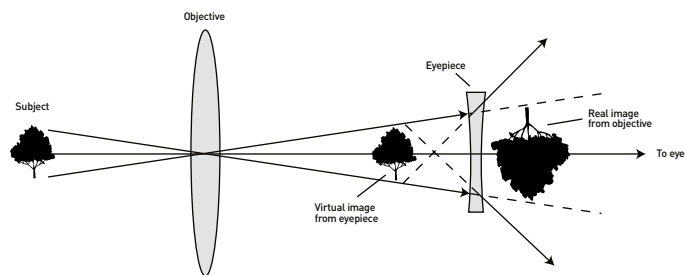 Objective
Eyepiece
Subject
Real image
from objective
To eye
Virtual image
from eyepiece